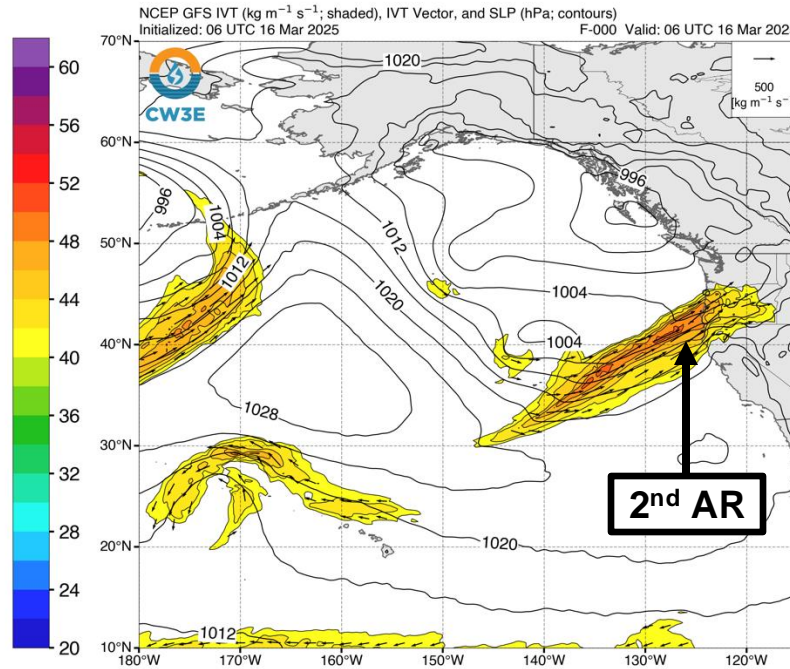 NCEP GFS IVT (kg m⁻¹ s⁻¹; shaded), IVT Vector, and SLP (hPa; contours)
Initialized: 06 UTC 16 Mar 2025 F-000 Valid: 06 UTC 16 Mar 2025
CW3E
500
[kg m⁻¹ s⁻
60
56
52
48
44
40
36
32
28
24
20
70°N
60°N
50°N
40°N
30°N
20°N
10°N
1020
996
996
1004
1012
1012
1020
1004
1004
1028
1020
1012
2nd AR
180°W
170°W
160°W
150°W
140°W
130°W
120°W